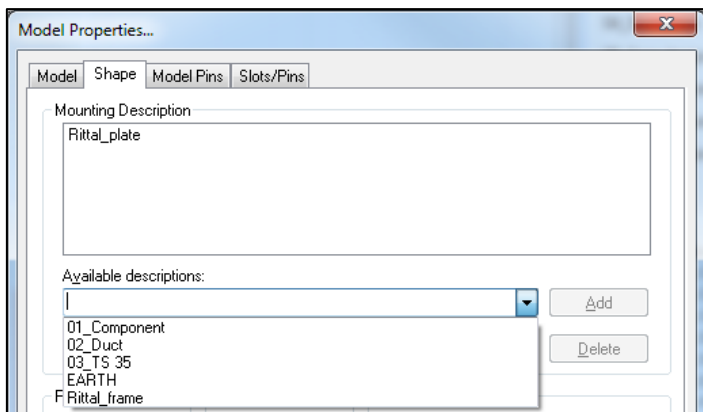 Model Properties...
Model Shape Model Pins Slots/Pins
Mounting Description
Rittal_plate
Available descriptions:
Add
01_Component
02_Duct
03_TS 35
EARTH
Rittal_frame
Delete
F